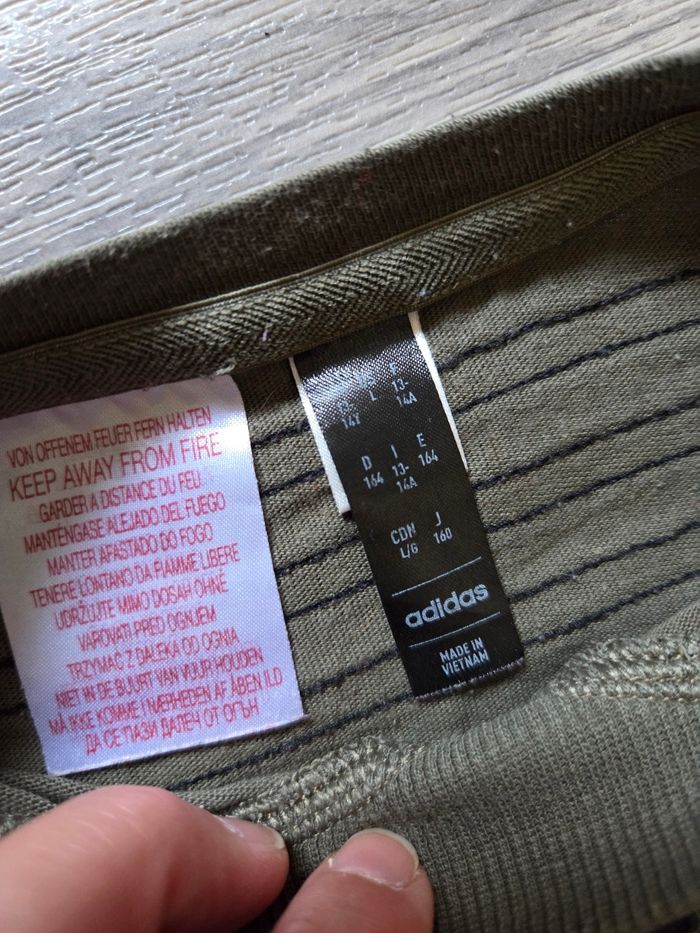 VON OFFENEM FEUER FERN HALTEN
KEEP AWAY FROM FIRE
GARDER A DISTANCE DU FEU
MANTÉNGASE ALEJADO DEL FUEGO
MANTER AFASTADO DO FOGO
TENERE LONTANO DA FIAMME LIBERE
UDRŽUJTE MIMO DOSAH OHNĚ
VAROVATI PRED OGNJEM
TRZYMAĆ Z DALEKA OD OGNIA
NIET IN DE BUURT VAN VUUR HOUDEN
MÅ IKKE KOMME I NÆRHEDEN AF ÅBEN ILD
ДА СЕ ПАЗИ ДАЛЕЧ ОТ ОГЪН
L 13-
14A
D I E
164 13- 164
14A
CDN J
L/G 160
adidas
MADE IN
VIETNAM